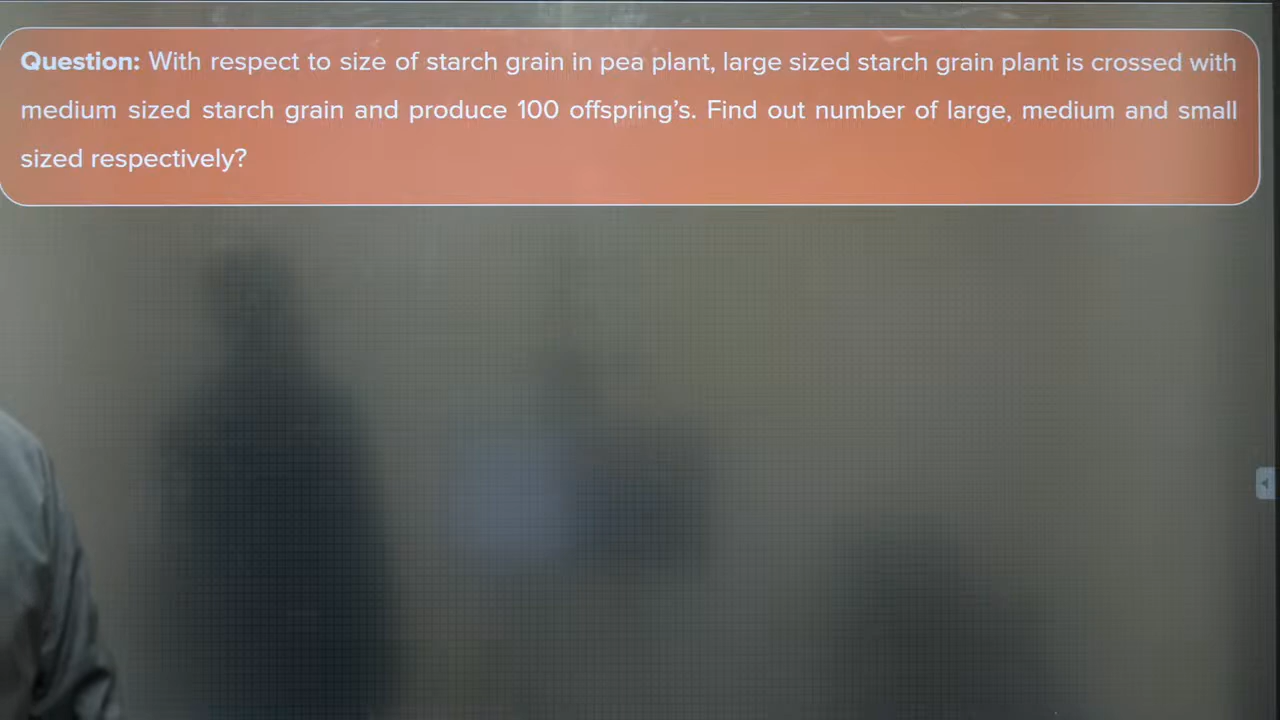 Question: With respect to size of starch grain in pea plant, large sized starch grain plant is crossed with
medium sized starch grain and produce 100 offspring’s. Find out number of large, medium and small
sized respectively?